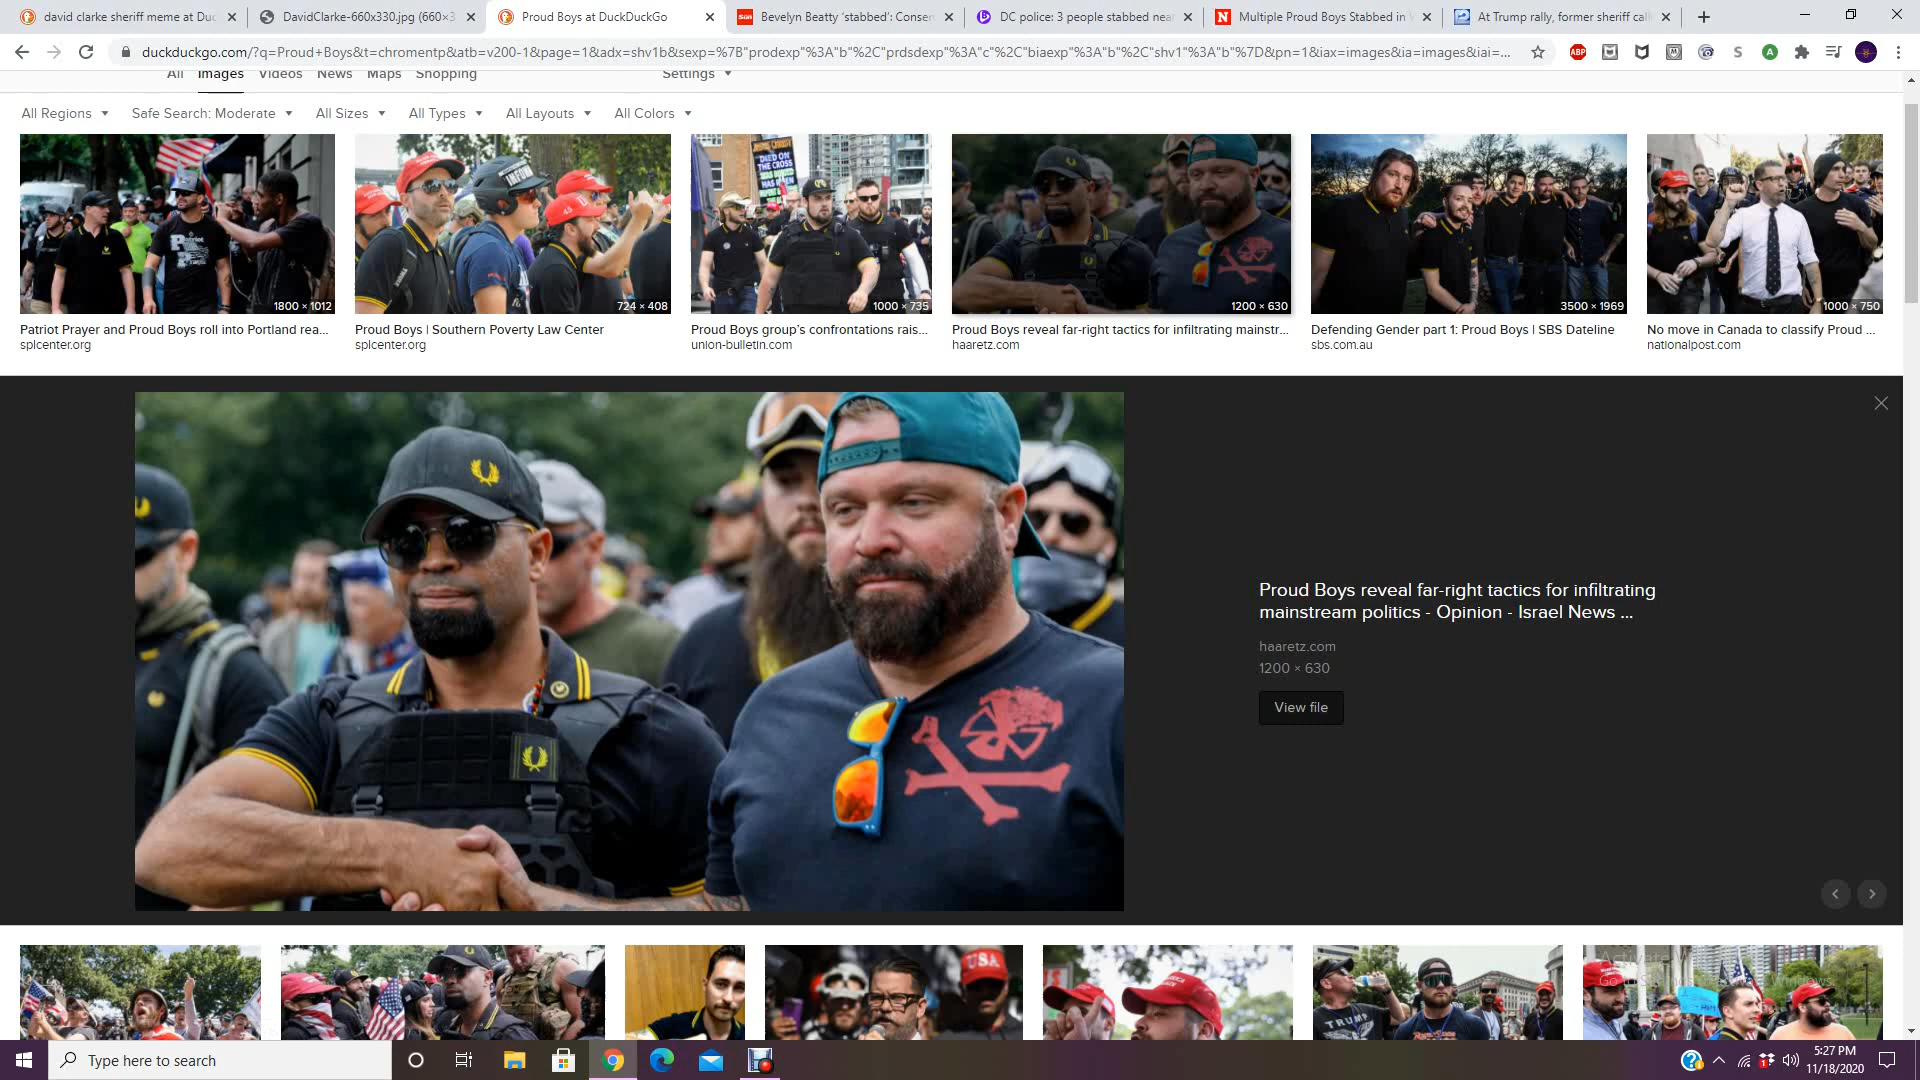 david clarke sheriff meme at Duc
DavidClarke-660x330.jpg (660×3
Proud Boys at DuckDuckGo
Bevelyn Beatty 'stabbed': Conser
DC police: 3 people stabbed near
Multiple Proud Boys Stabbed in
At Trump rally, former sheriff call
duckduckgo.com/?q=Proud+Boys&t=chromentp&atb=v200-1&page=1&adx=shv1b&sexp=%7B"prodexp"%3A"b"%2C"prdsdexp"%3A"c"%2C"biaexp"%3A"b"%2C"shv1"%3A"b"%7D&pn=1&iax=images&ia=images&iai=...
All Images Videos News Maps Shopping Settings
All Regions Safe Search: Moderate All Sizes All Types All Layouts All Colors
1800 × 1012
724 × 408
1000 × 735
1200 × 630
3500 × 1969
1000 × 750
Patriot Prayer and Proud Boys roll into Portland rea...
splcenter.org
Proud Boys | Southern Poverty Law Center
splcenter.org
Proud Boys group's confrontations rais...
union-bulletin.com
Proud Boys reveal far-right tactics for infiltrating mainstr...
haaretz.com
Defending Gender part 1: Proud Boys | SBS Dateline
sbs.com.au
No move in Canada to classify Proud ...
nationalpost.com
Proud Boys reveal far-right tactics for infiltrating
mainstream politics - Opinion - Israel News ...
haaretz.com
1200 × 630
View file
USA
TRUMP
Type here to search
5:27 PM
11/18/2020